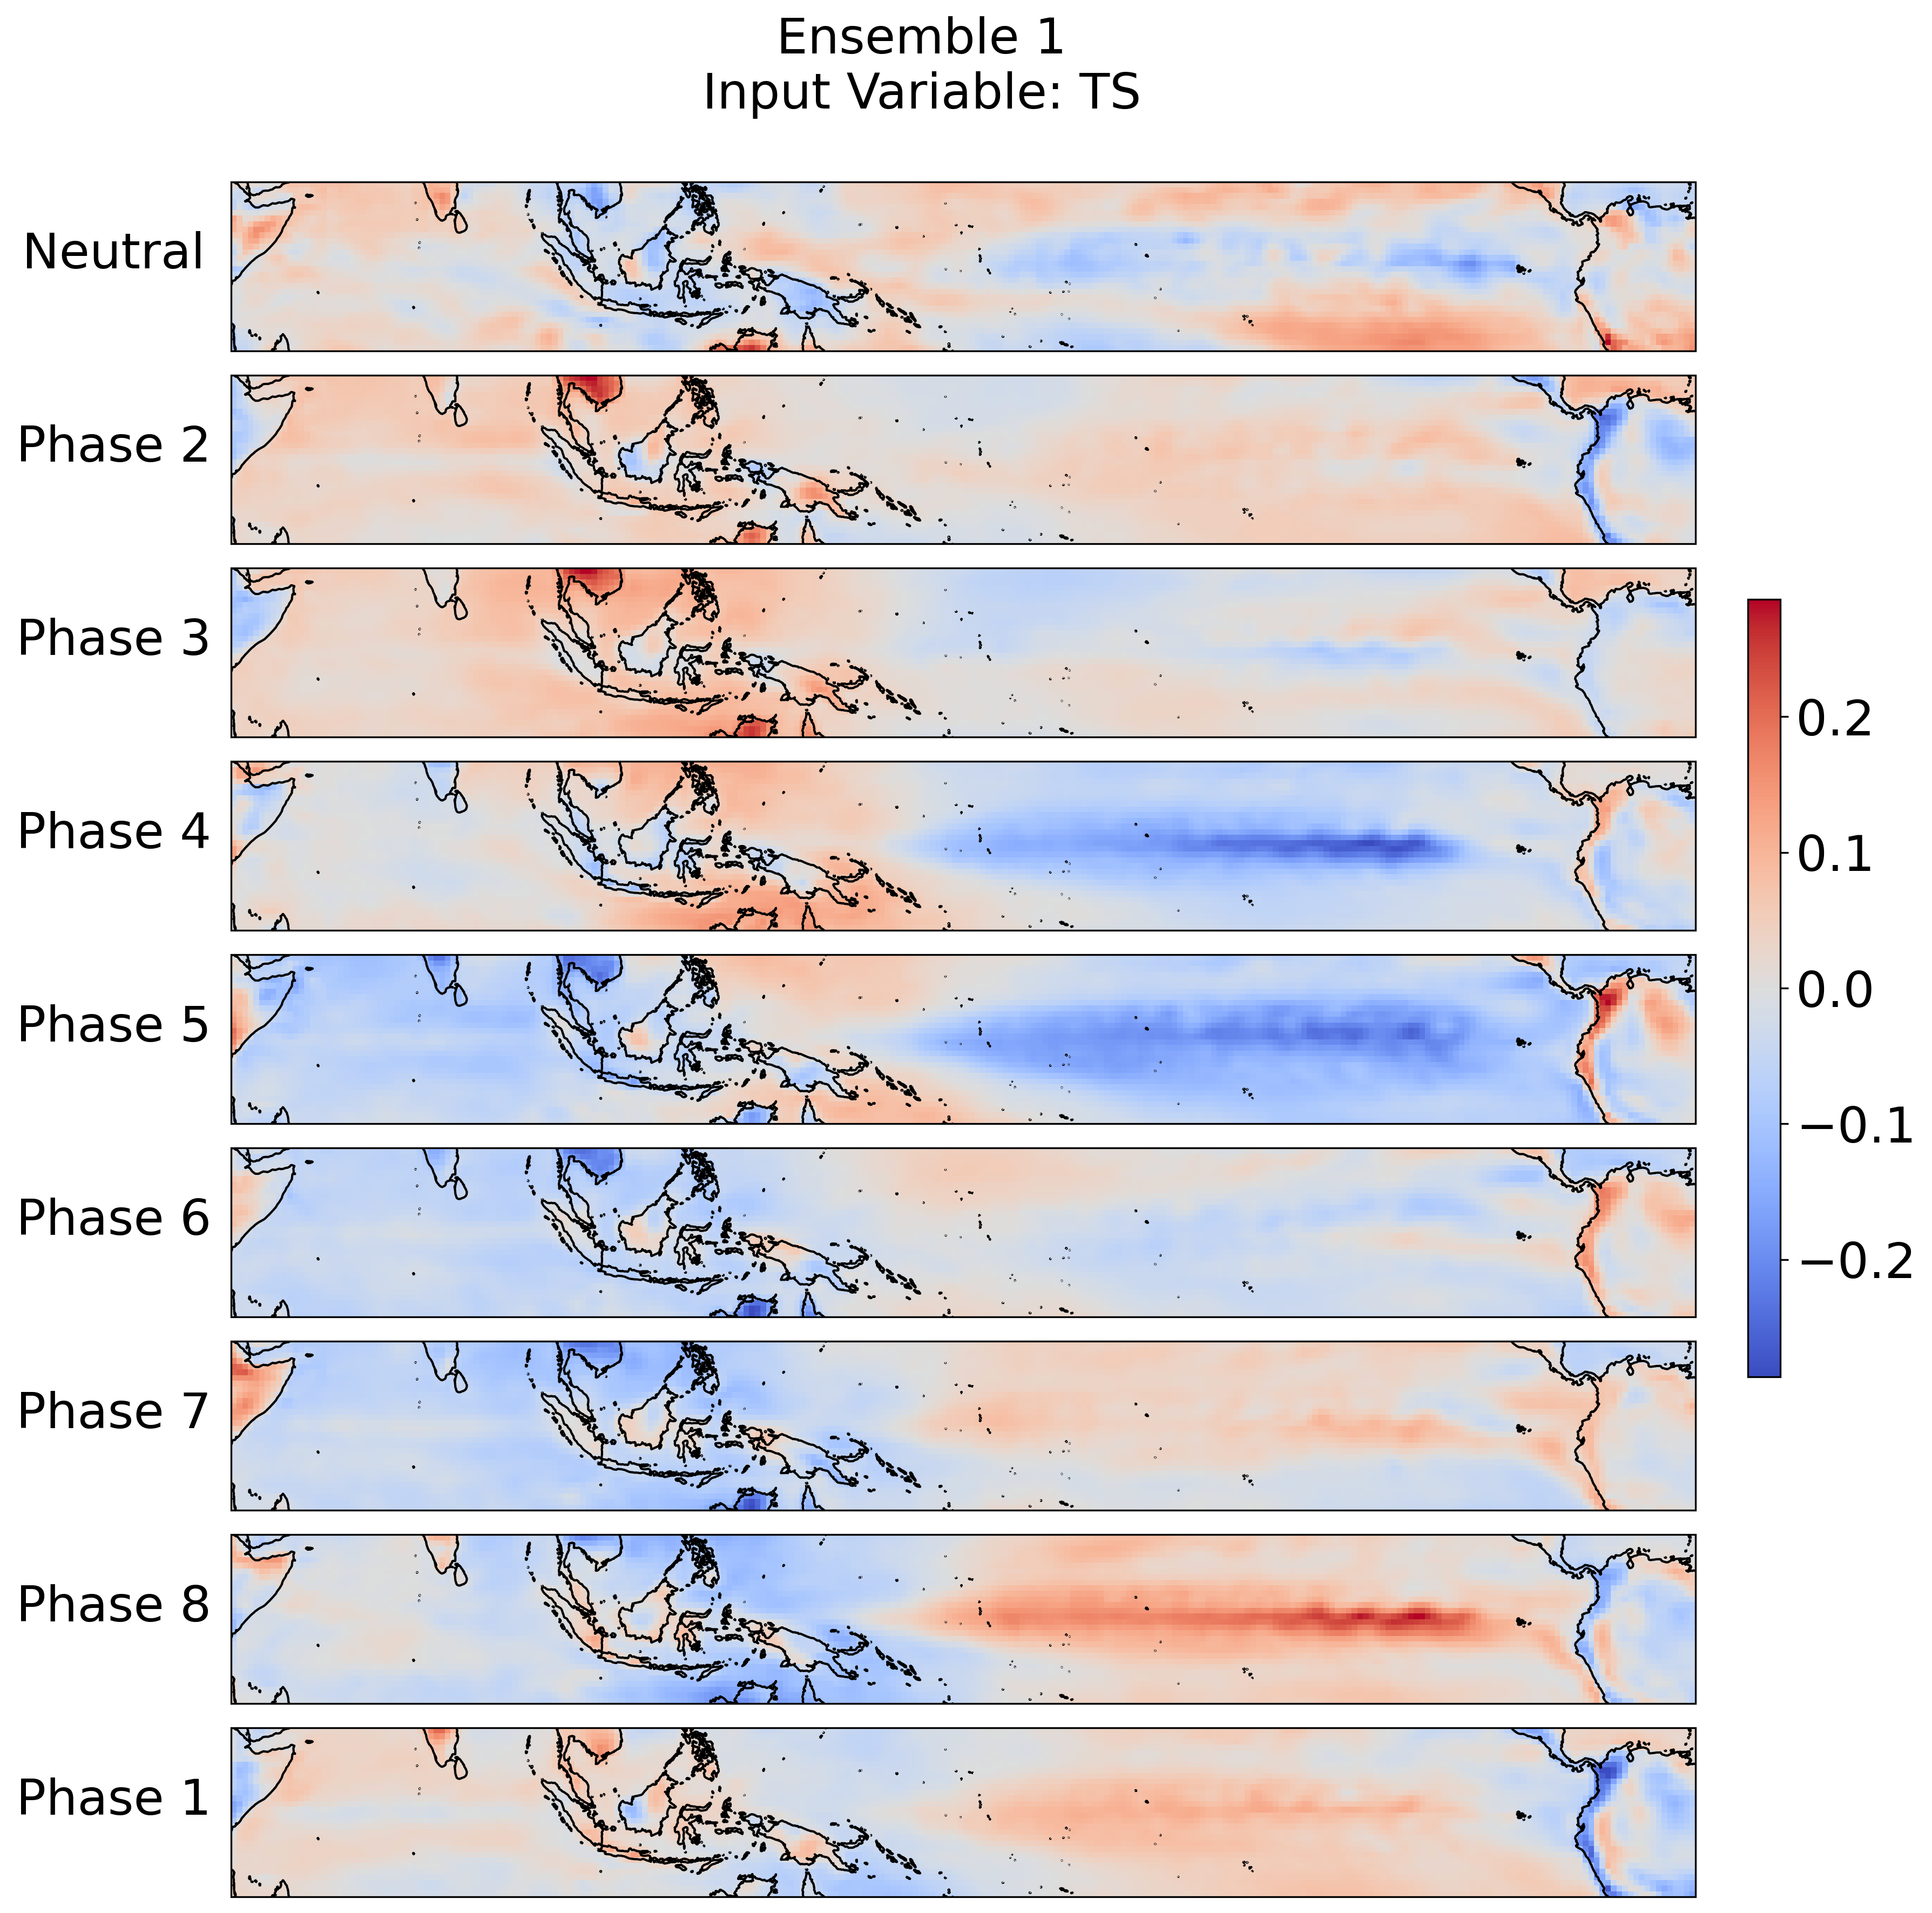 Ensemble 1
Input Variable: TS
Neutral
Phase 2
Phase 3
Phase 4
Phase 5
Phase 6
Phase 7
Phase 8
Phase 1
0.2
0.1
0.0
−0.1
−0.2